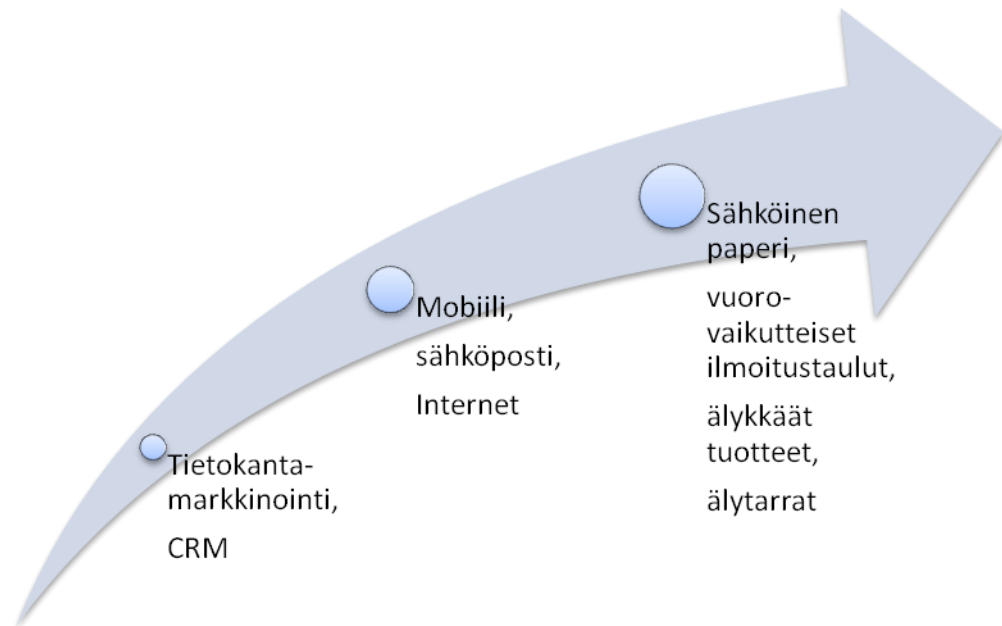 Tietokanta-
markkinointi,
CRM
Mobiili,
sähköposti,
Internet
Sähköinen
paperi,
vuoro-
vaikutteiset
ilmoitustaulut,
älykkäät
tuotteet,
älytarrat